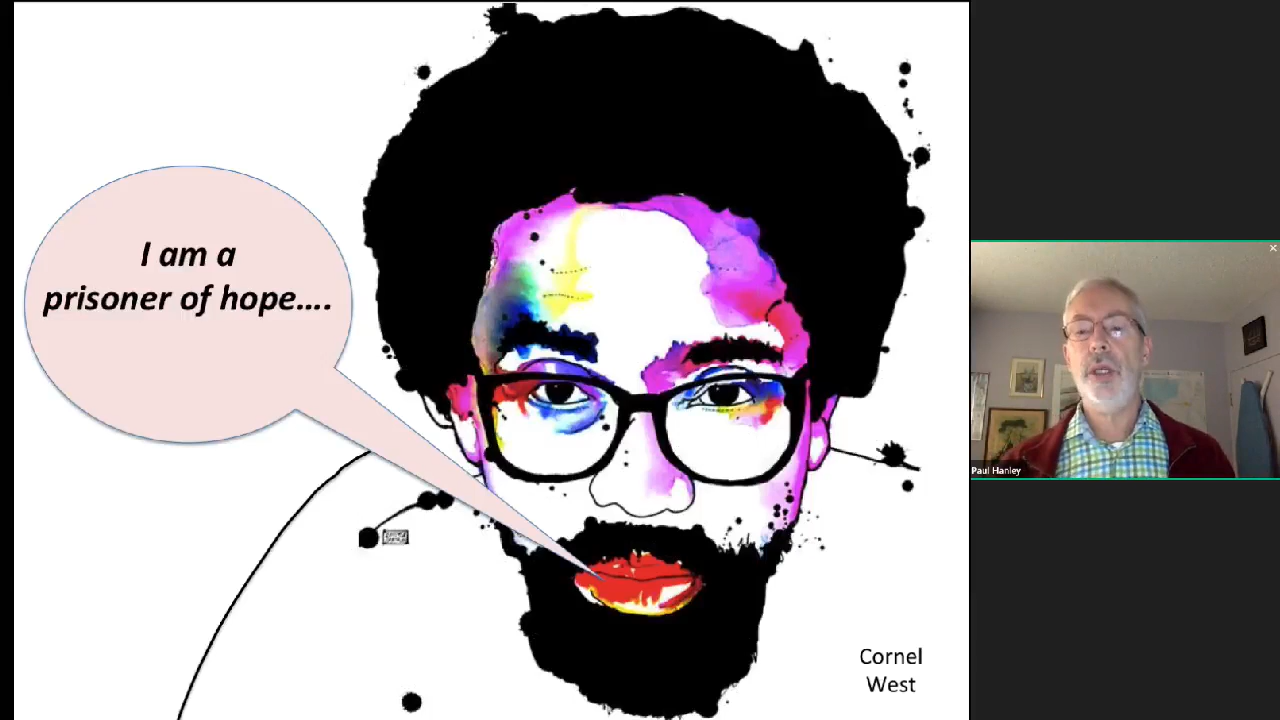 I am a
prisoner of hope....
Cornel
West
Paul Hanley